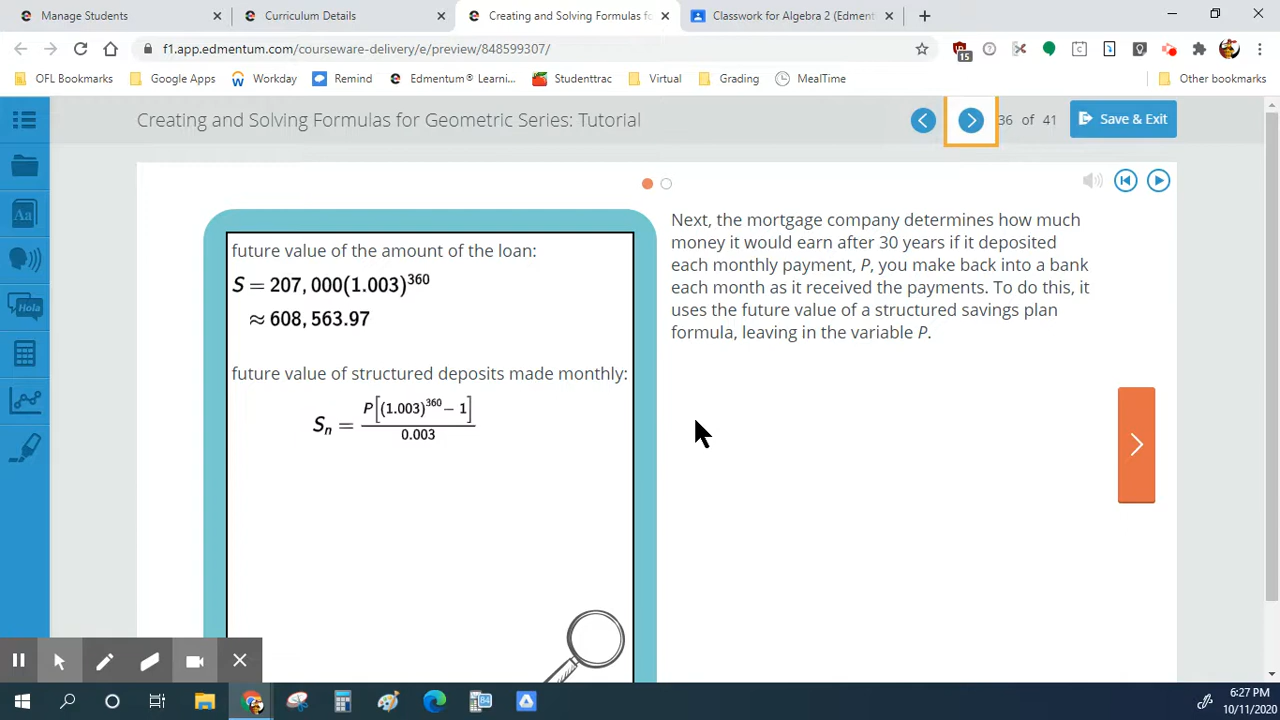 Manage Students
Curriculum Details
Creating and Solving Formulas fo
Classwork for Algebra 2 (Edment
f1.app.edmentum.com/courseware-delivery/e/preview/848599307/
15
OFL Bookmarks
Google Apps
Workday
Remind
Edmentum® Learni...
Studenttrac
Virtual
Grading
MealTime
Other bookmarks
Creating and Solving Formulas for Geometric Series: Tutorial
36 of 41
Save & Exit
Aa
Hola
future value of the amount of the loan:
S = 207,000(1.003)^360
≈ 608,563.97
future value of structured deposits made monthly:
Sₙ = P[(1.003)^360 − 1] / 0.003
Next, the mortgage company determines how much
money it would earn after 30 years if it deposited
each monthly payment, P, you make back into a bank
each month as it received the payments. To do this, it
uses the future value of a structured savings plan
formula, leaving in the variable P.
6:27 PM
10/11/2020